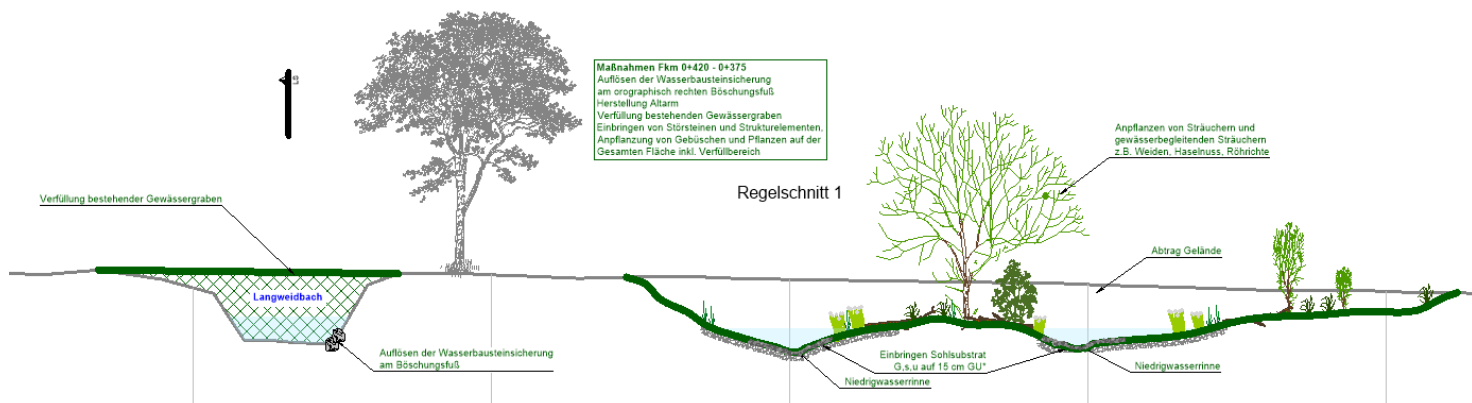 Maßnahmen Fkm 0+420 - 0+375
Auflösen der Wasserbausteinsicherung
am orographisch rechten Böschungsfuß
Herstellung Altarm
Verfüllung bestehenden Gewässergraben
Einbringen von Störsteinen und Strukturelementen,
Anpflanzung von Gebüschen und Pflanzen auf der
Gesamten Fläche inkl. Verfüllbereich
Anpflanzen von Sträuchern und
gewässerbegleitenden Sträuchern
z.B. Weiden, Haselnuss, Röhrichte
Regelschnitt 1
Verfüllung bestehender Gewässergraben
Abtrag Gelände
Langweidbach
Auflösen der Wasserbausteinsicherung
am Böschungsfuß
Einbringen Sohlsubstrat
G,s,u auf 15 cm GU*
Niedrigwasserrinne
Niedrigwasserrinne